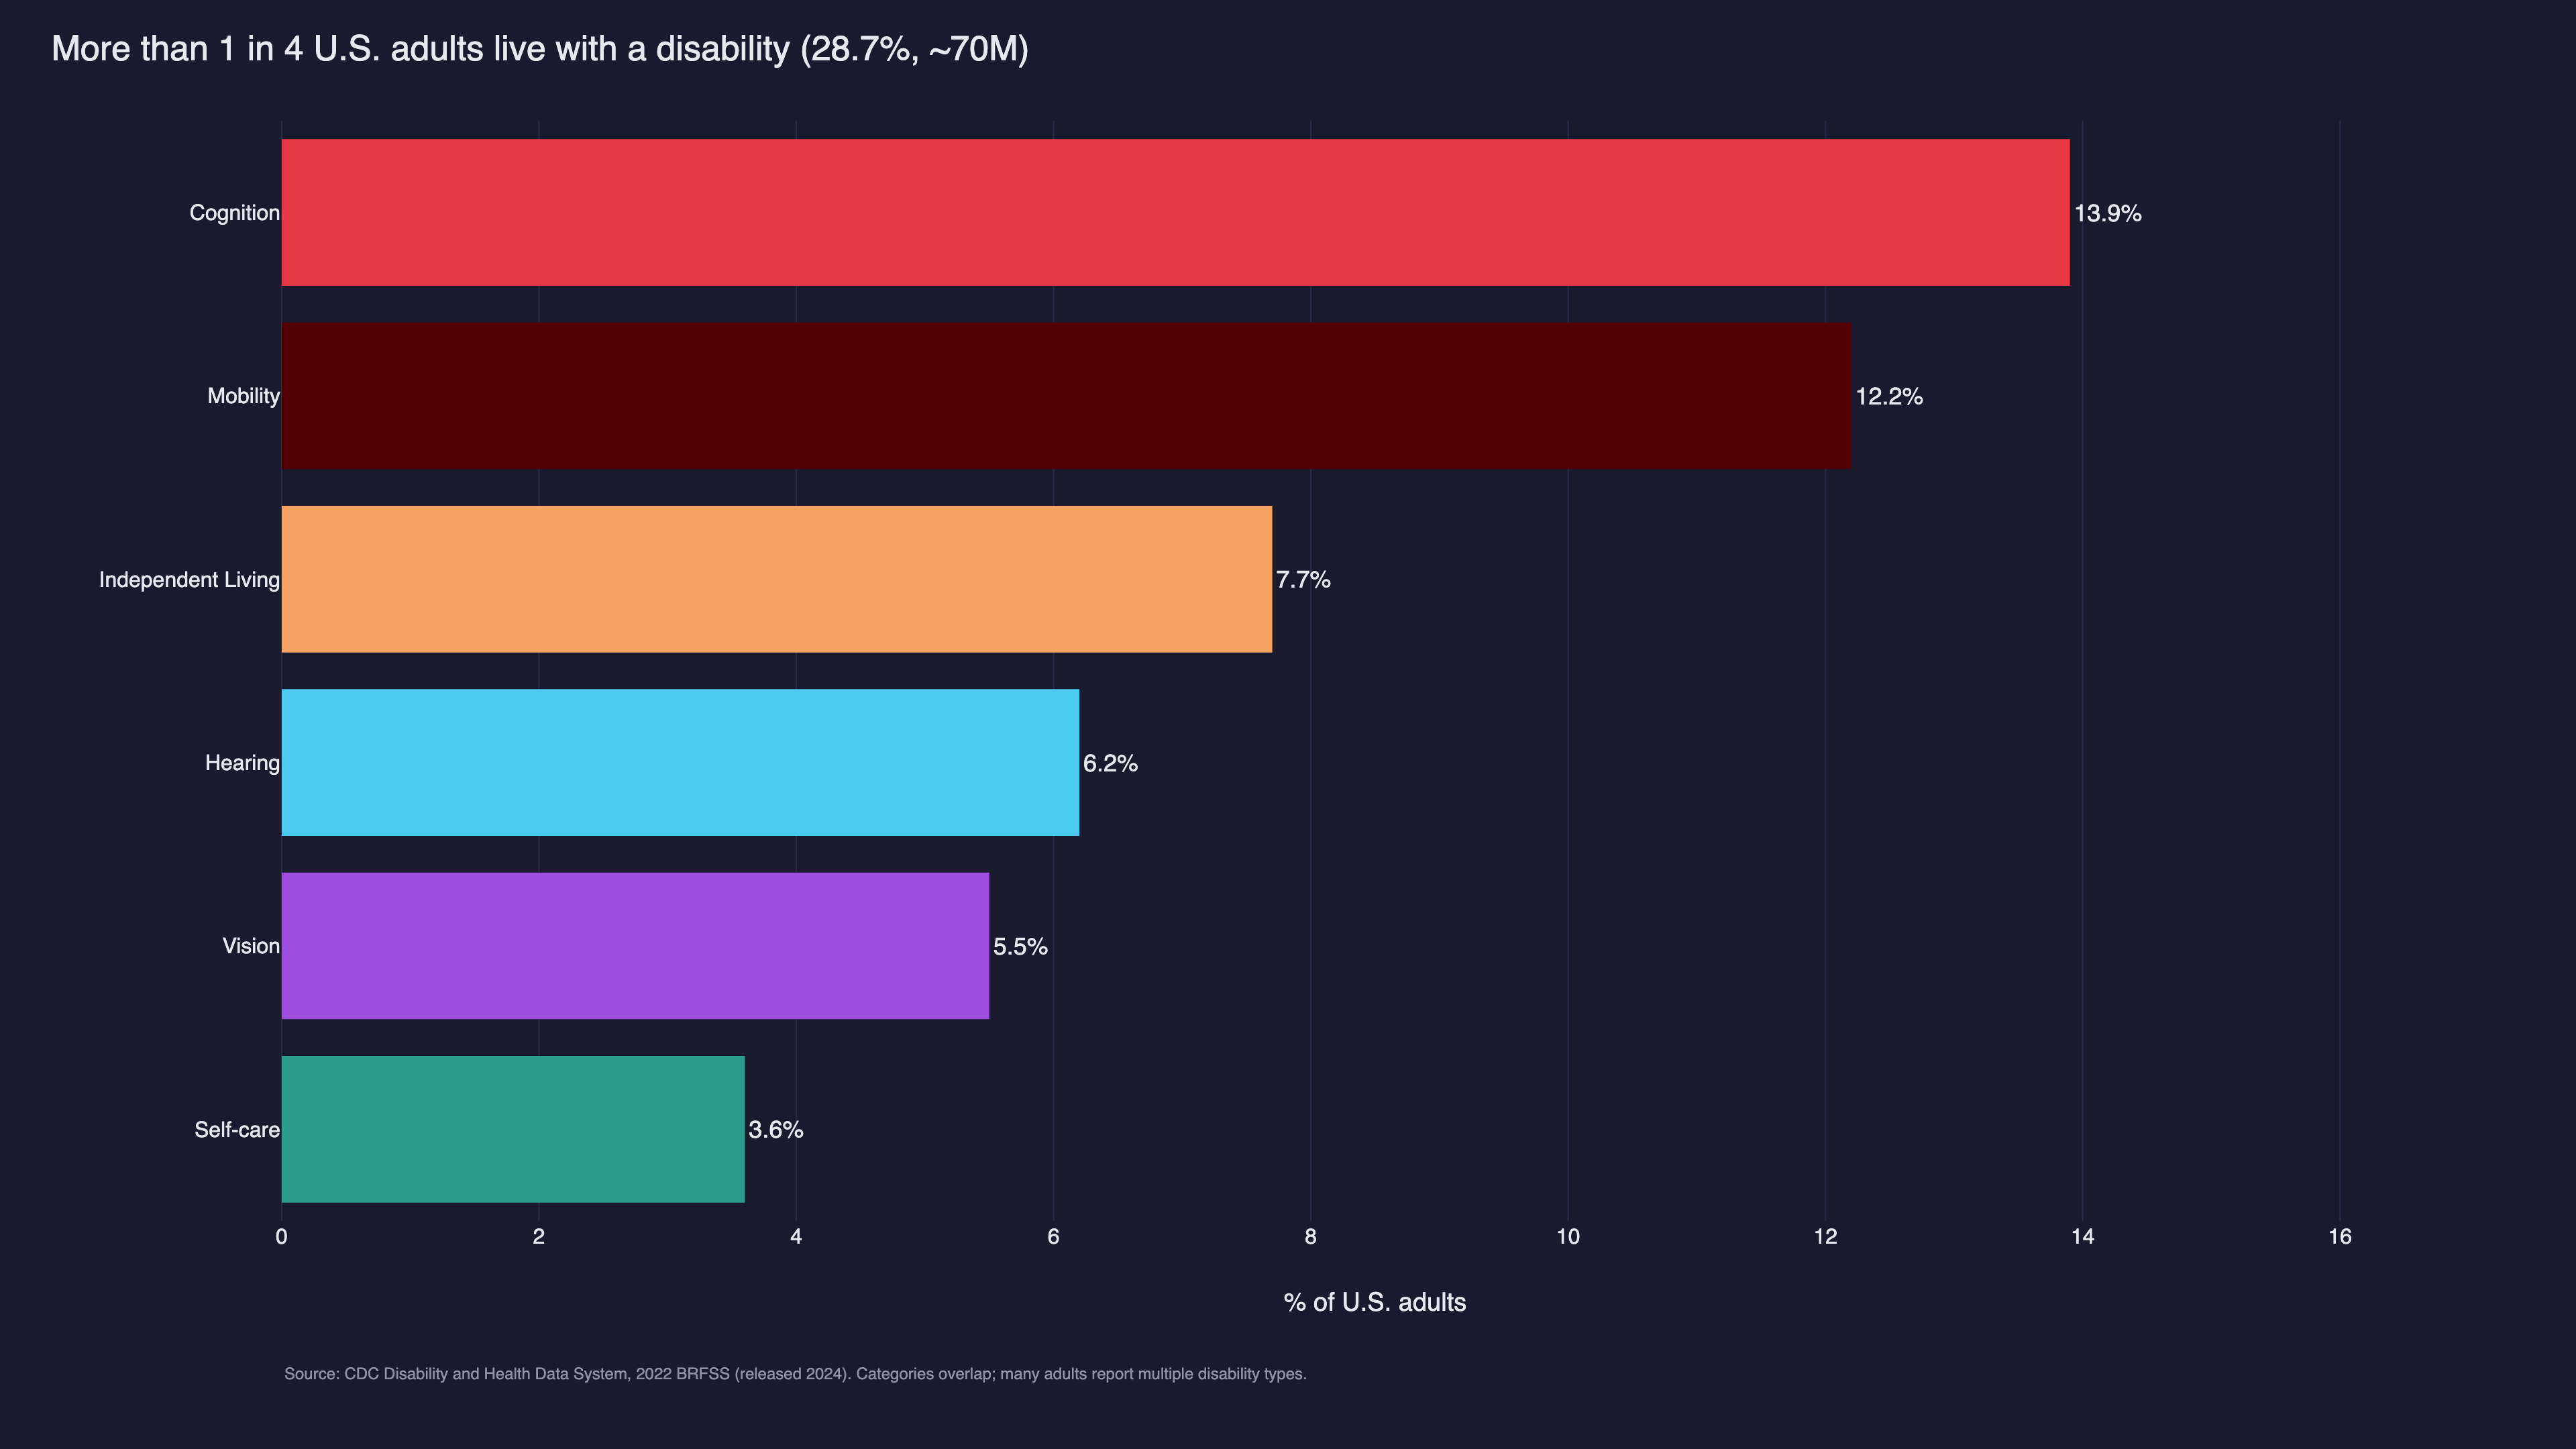 More than 1 in 4 U.S. adults live with a disability (28.7%, ~70M)
Cognition
13.9%
Mobility
12.2%
Independent Living
7.7%
Hearing
6.2%
Vision
5.5%
Self-care
3.6%
0 2 4 6 8 10 12 14 16
% of U.S. adults
Source: CDC Disability and Health Data System, 2022 BRFSS (released 2024). Categories overlap; many adults report multiple disability types.